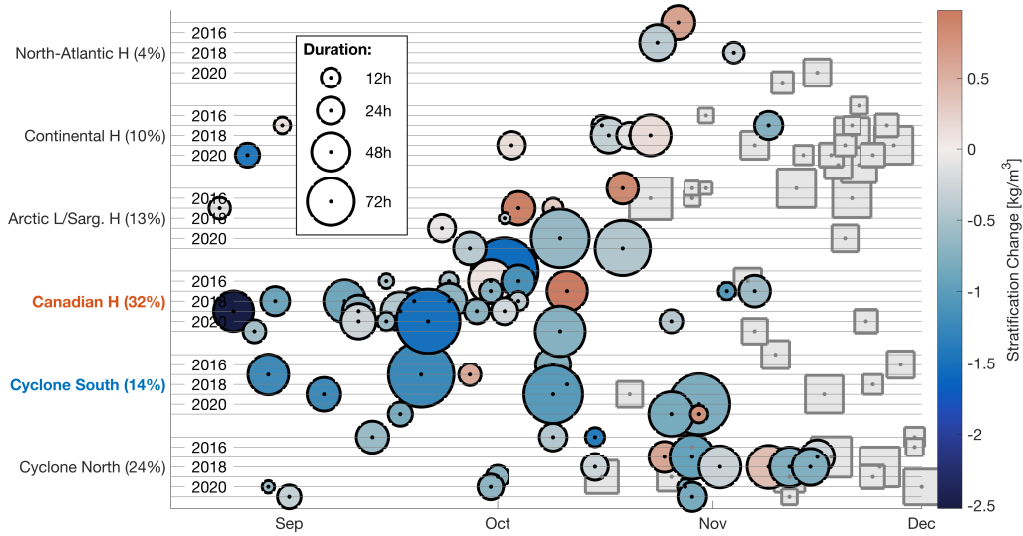 North-Atlantic H (4%)
2016
2018
2020
Continental H (10%)
2016
2018
2020
Arctic L/Sarg. H (13%)
2016
2018
2020
Canadian H (32%)
2016
2018
2020
Cyclone South (14%)
2016
2018
2020
Cyclone North (24%)
2016
2018
2020
Duration:
12h
24h
48h
72h
Sep
Oct
Nov
Dec
0.5
0
-0.5
-1
-1.5
-2
-2.5
Stratification Change [kg/m³]